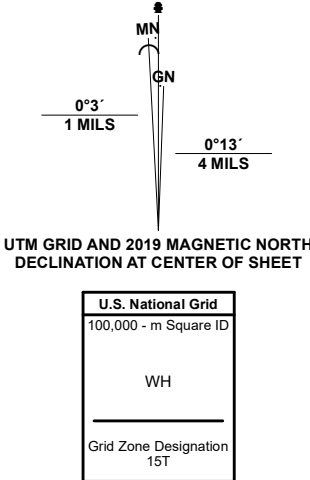 MN
GN
0°3´
1 MILS
0°13´
4 MILS
UTM GRID AND 2019 MAGNETIC NORTH
DECLINATION AT CENTER OF SHEET
U.S. National Grid
100,000 - m Square ID
WH
Grid Zone Designation
15T